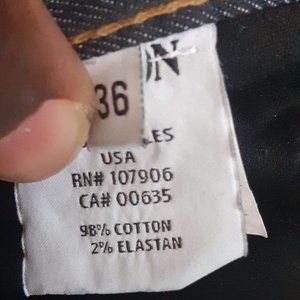 36
USA
RN# 107906
CA# 00635
98% COTTON
2% ELASTAN